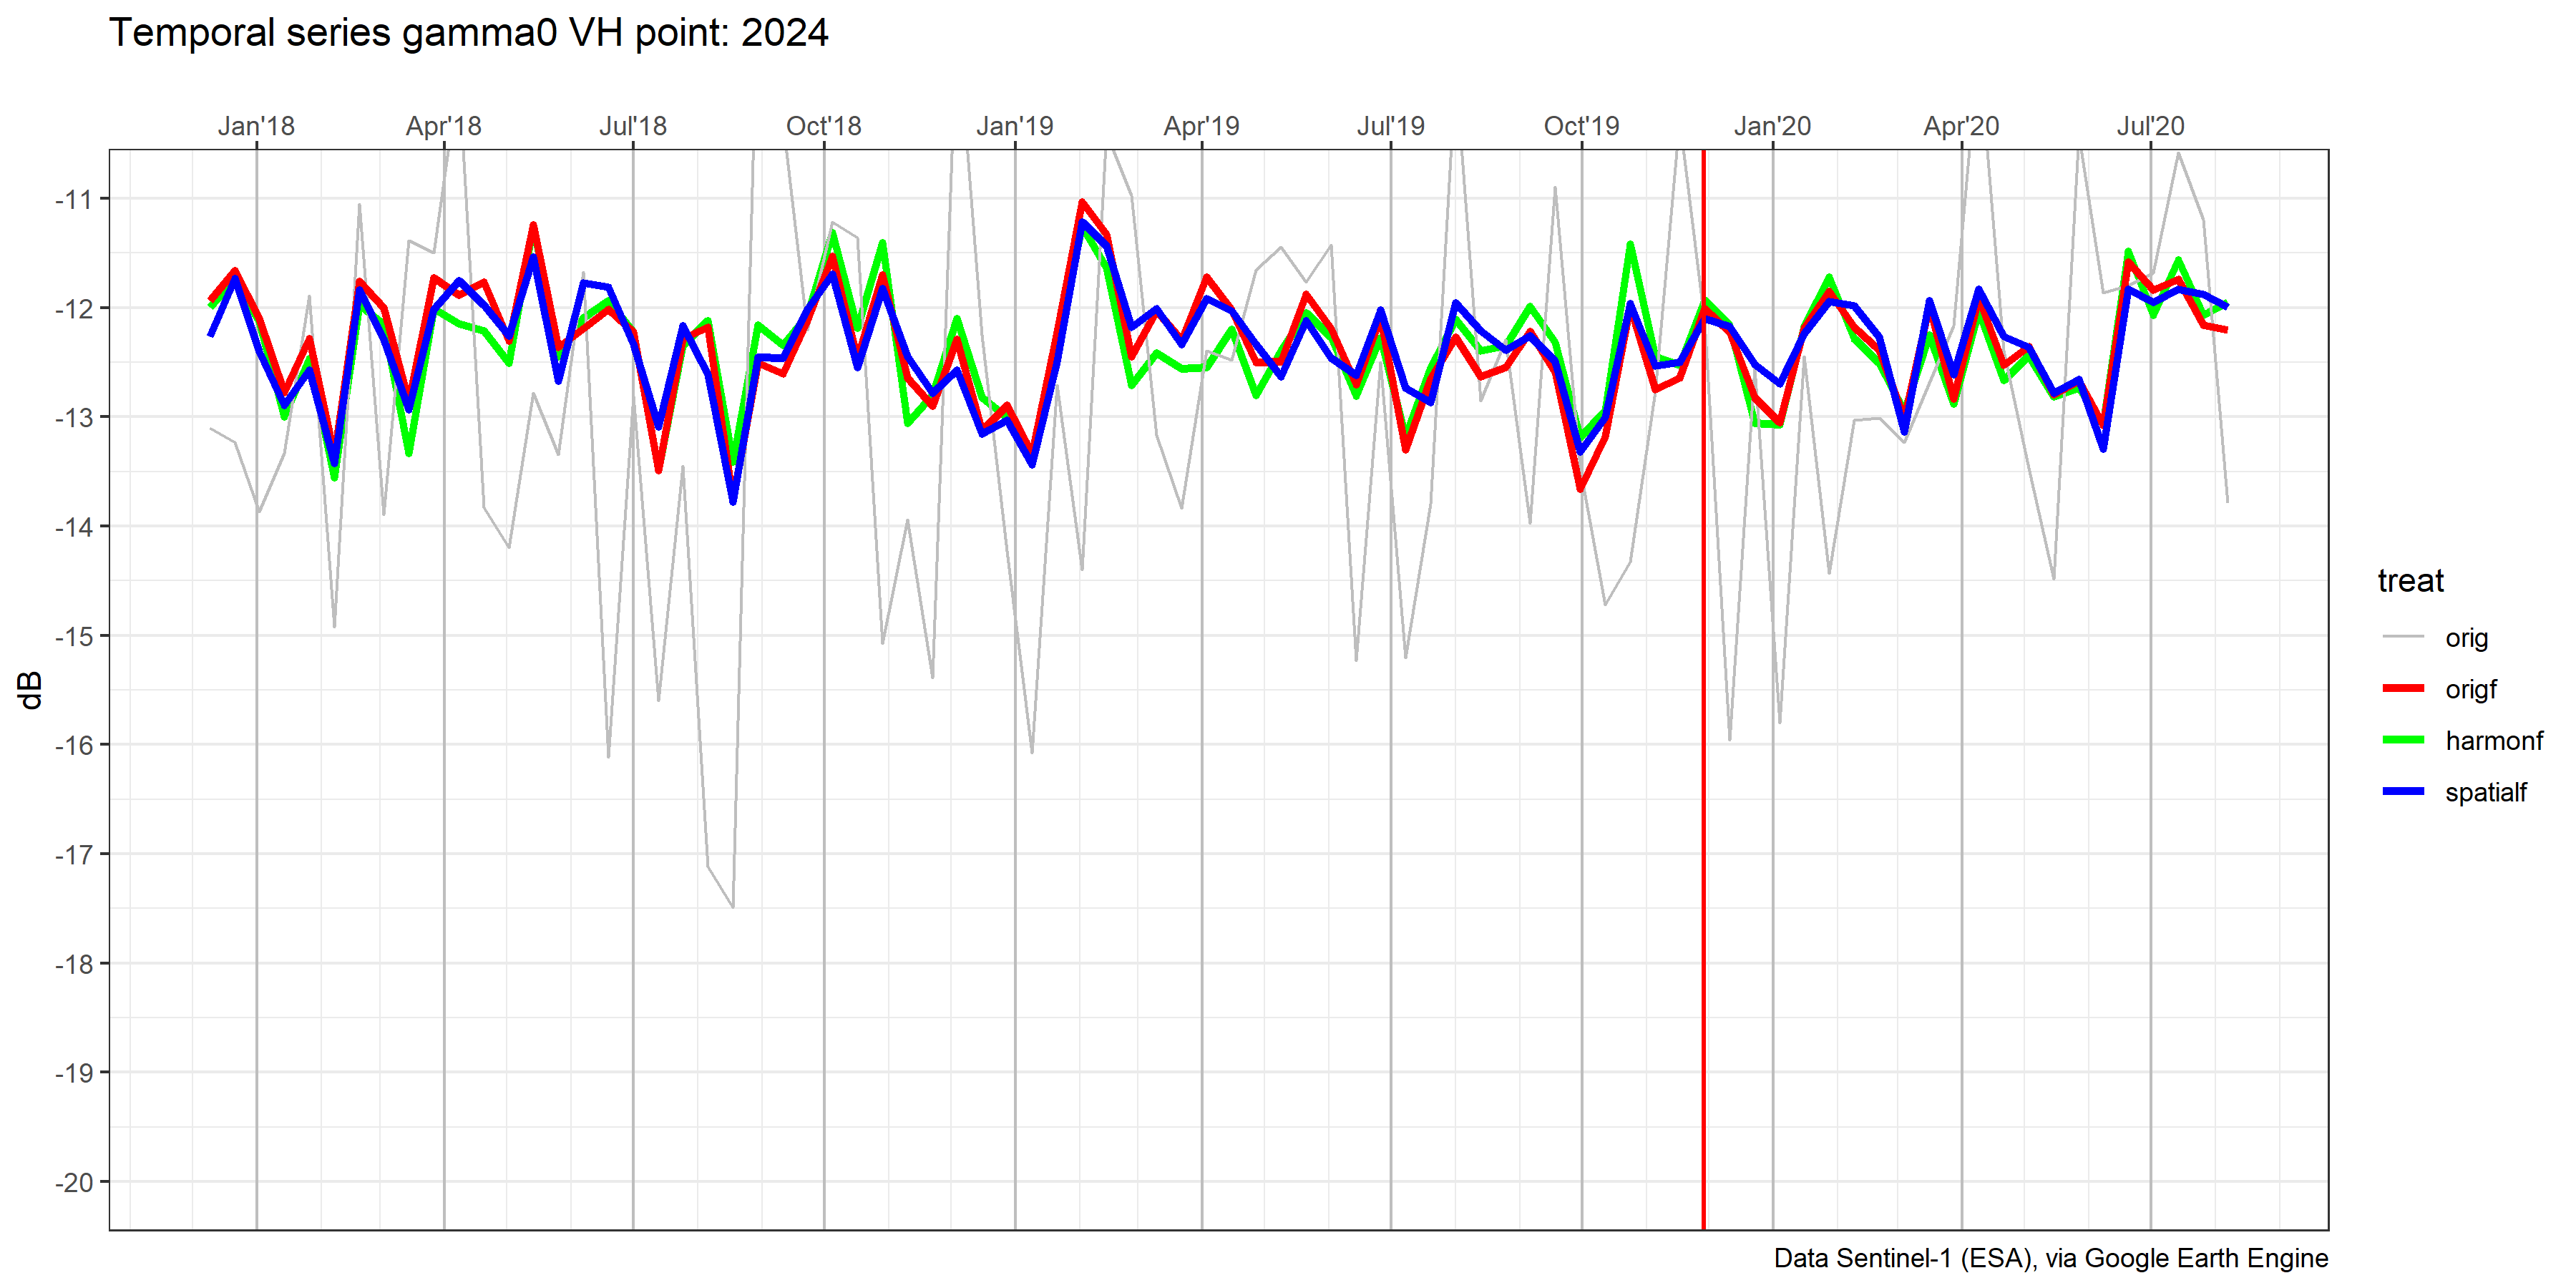 Temporal series gamma0 VH point: 2024
Jan'18 Apr'18 Jul'18 Oct'18 Jan'19 Apr'19 Jul'19 Oct'19 Jan'20 Apr'20 Jul'20
-11
-12
-13
-14
-15
-16
-17
-18
-19
-20
dB
treat
orig
origf
harmonf
spatialf
Data Sentinel-1 (ESA), via Google Earth Engine